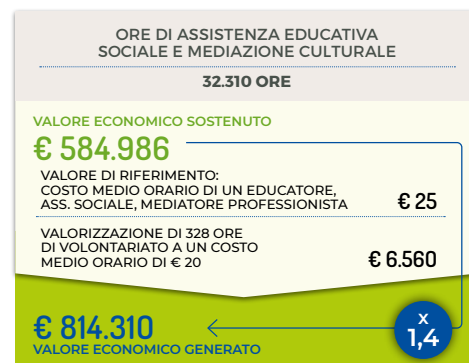 ORE DI ASSISTENZA EDUCATIVA
SOCIALE E MEDIAZIONE CULTURALE
32.310 ORE
VALORE ECONOMICO SOSTENUTO
€ 584.986
VALORE DI RIFERIMENTO:
COSTO MEDIO ORARIO DI UN EDUCATORE,
ASS. SOCIALE, MEDIATORE PROFESSIONISTA
€ 25
VALORIZZAZIONE DI 328 ORE
DI VOLONTARIATO A UN COSTO
MEDIO ORARIO DI € 20
€ 6.560
€ 814.310
VALORE ECONOMICO GENERATO
X
1,4